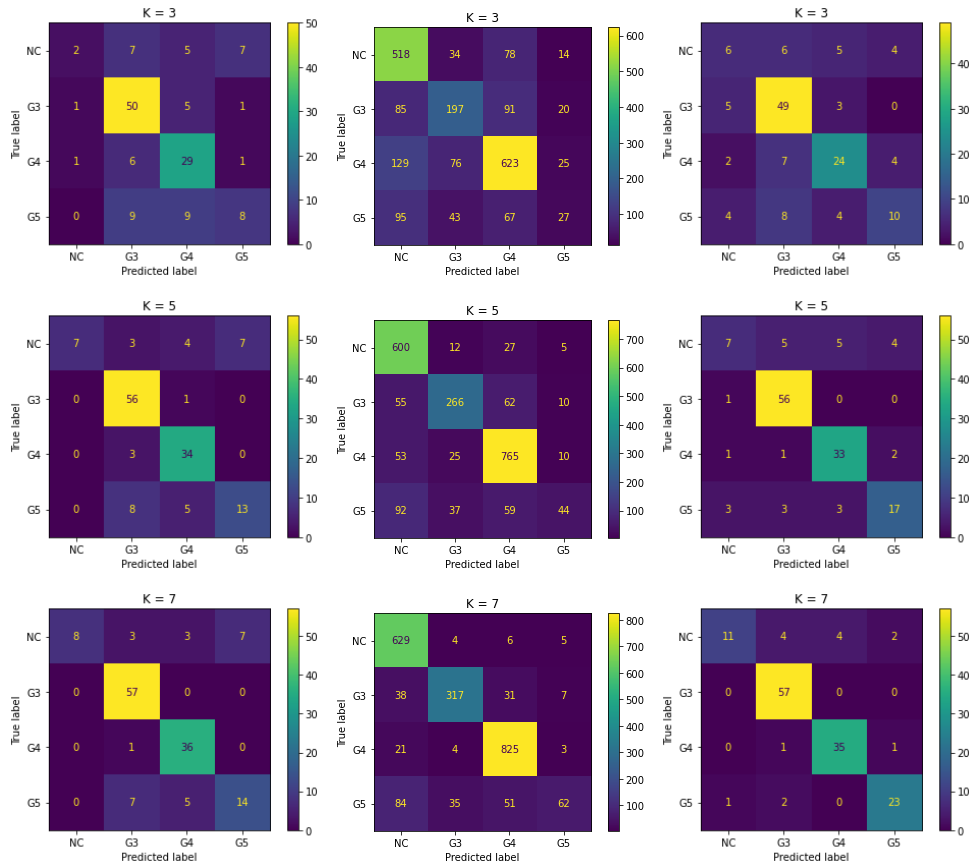 K = 3
50
40
30
20
10
0
True label
NC
G3
G4
G5
2 7 5 7
1 50 5 1
1 6 29 1
0 9 9 8
NC G3 G4 G5
Predicted label
K = 3
600
500
400
300
200
100
True label
NC
G3
G4
G5
518 34 78 14
85 197 91 20
129 76 623 25
95 43 67 27
NC G3 G4 G5
Predicted label
K = 3
40
30
20
10
0
True label
NC
G3
G4
G5
6 6 5 4
5 49 3 0
2 7 24 4
4 8 4 10
NC G3 G4 G5
Predicted label
K = 5
50
40
30
20
10
0
True label
NC
G3
G4
G5
7 3 4 7
0 56 1 0
0 3 34 0
0 8 5 13
NC G3 G4 G5
Predicted label
K = 5
700
600
500
400
300
200
100
True label
NC
G3
G4
G5
600 12 27 5
55 266 62 10
53 25 765 10
92 37 59 44
NC G3 G4 G5
Predicted label
K = 5
50
40
30
20
10
0
True label
NC
G3
G4
G5
7 5 5 4
1 56 0 0
1 1 33 2
3 3 3 17
NC G3 G4 G5
Predicted label
K = 7
50
40
30
20
10
0
True label
NC
G3
G4
G5
8 3 3 7
0 57 0 0
0 1 36 0
0 7 5 14
NC G3 G4 G5
Predicted label
K = 7
800
700
600
500
400
300
200
100
True label
NC
G3
G4
G5
629 4 6 5
38 317 31 7
21 4 825 3
84 35 51 62
NC G3 G4 G5
Predicted label
K = 7
50
40
30
20
10
0
True label
NC
G3
G4
G5
11 4 4 2
0 57 0 0
0 1 35 1
1 2 0 23
NC G3 G4 G5
Predicted label